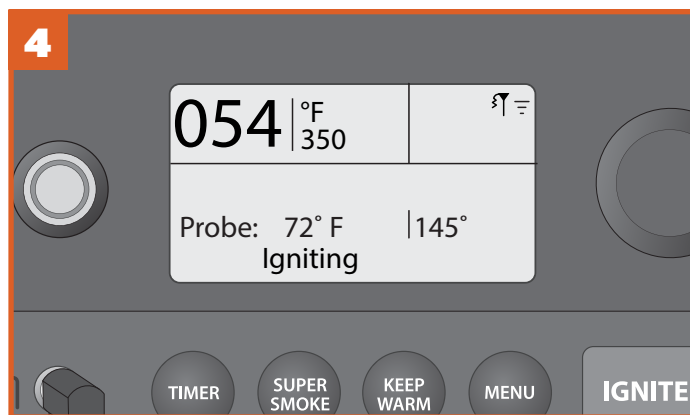 4
054 °F
350
Probe: 72° F 145°
Igniting
TIMER
SUPER
SMOKE
KEEP
WARM
MENU
IGNITE